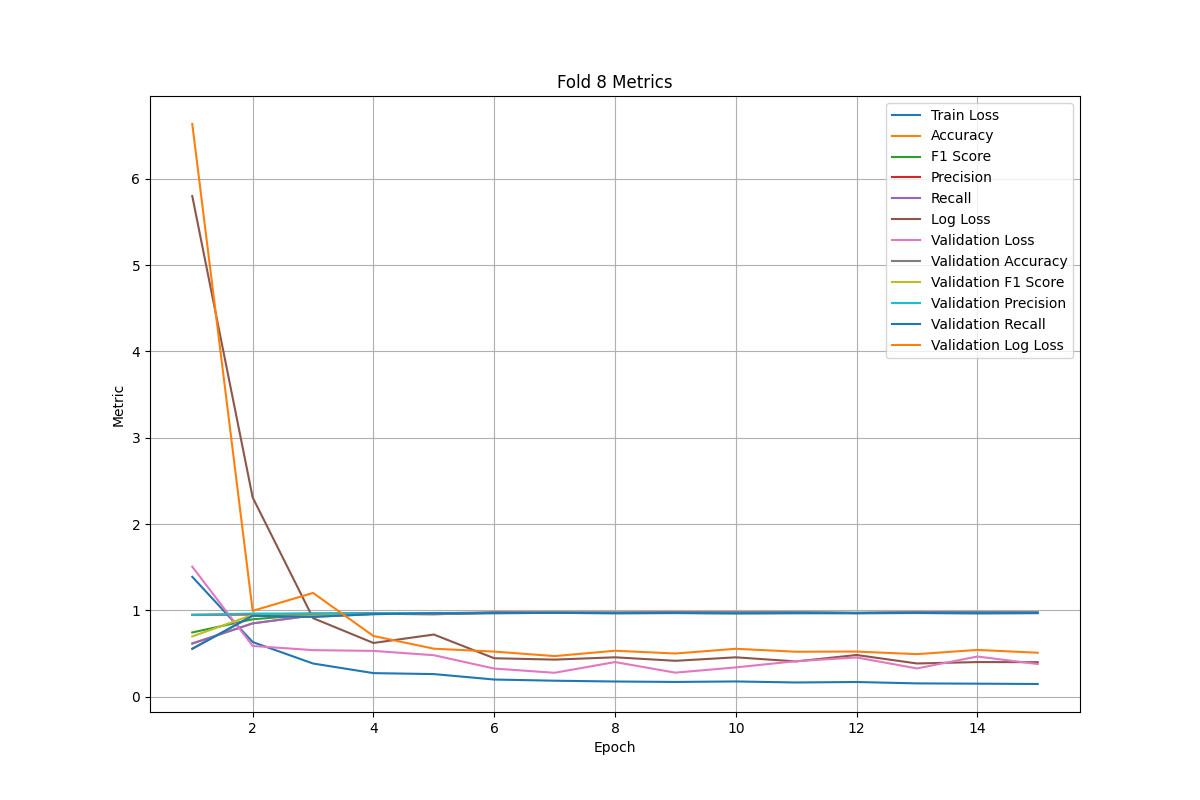 Fold 8 Metrics
Train Loss
Accuracy
F1 Score
Precision
Recall
Log Loss
Validation Loss
Validation Accuracy
Validation F1 Score
Validation Precision
Validation Recall
Validation Log Loss
6
5
4
3
2
1
0
Metric
2 4 6 8 10 12 14
Epoch